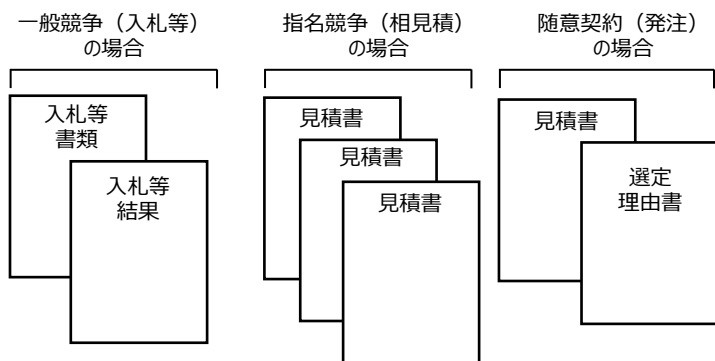 一般競争（入札等）
の場合
入札等
書類
入札等
結果
指名競争（相見積）
の場合
見積書
見積書
見積書
随意契約（発注）
の場合
見積書
選定
理由書